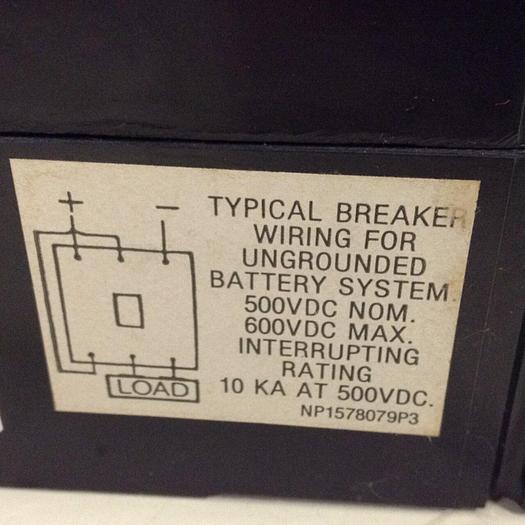 + −
TYPICAL BREAKER
WIRING FOR
UNGROUNDED
BATTERY SYSTEM.
500VDC NOM.
600VDC MAX.
INTERRUPTING
RATING
10 KA AT 500VDC.
NP1578079P3
LOAD